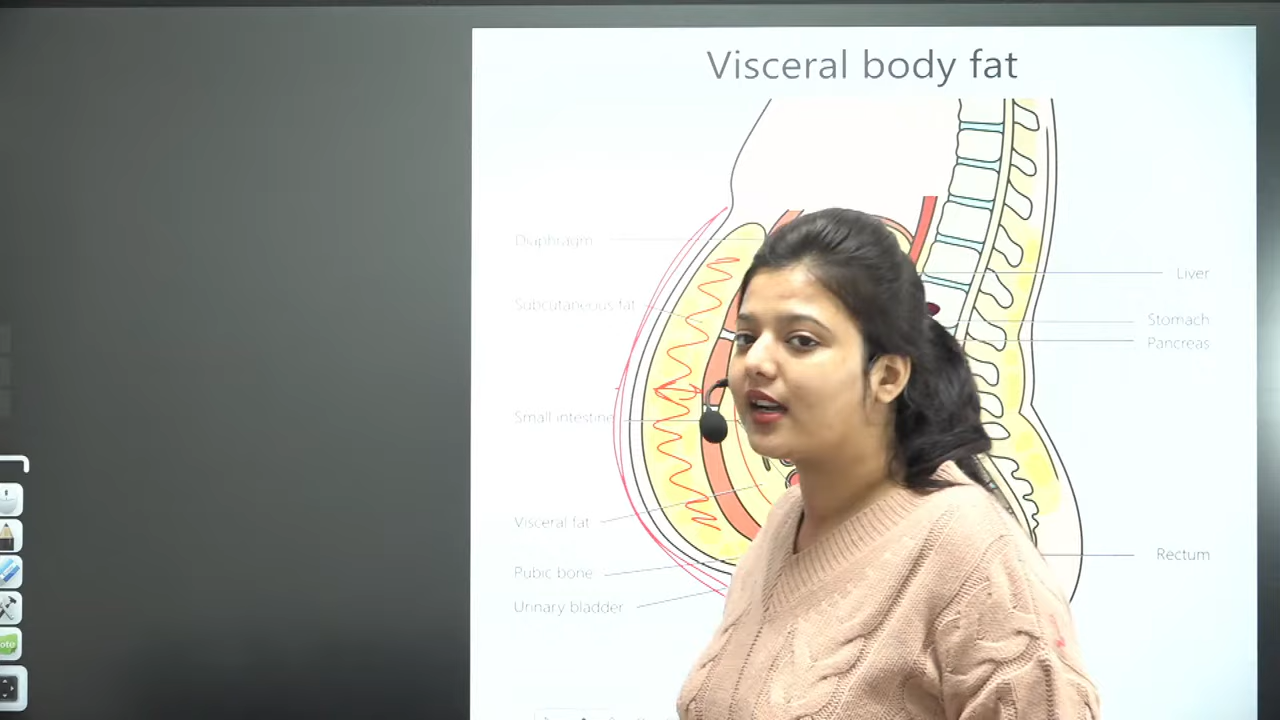 Visceral body fat
Diaphragm
Subcutaneous fat
Small intestine
Visceral fat
Pubic bone
Urinary bladder
Liver
Stomach
Pancreas
Rectum